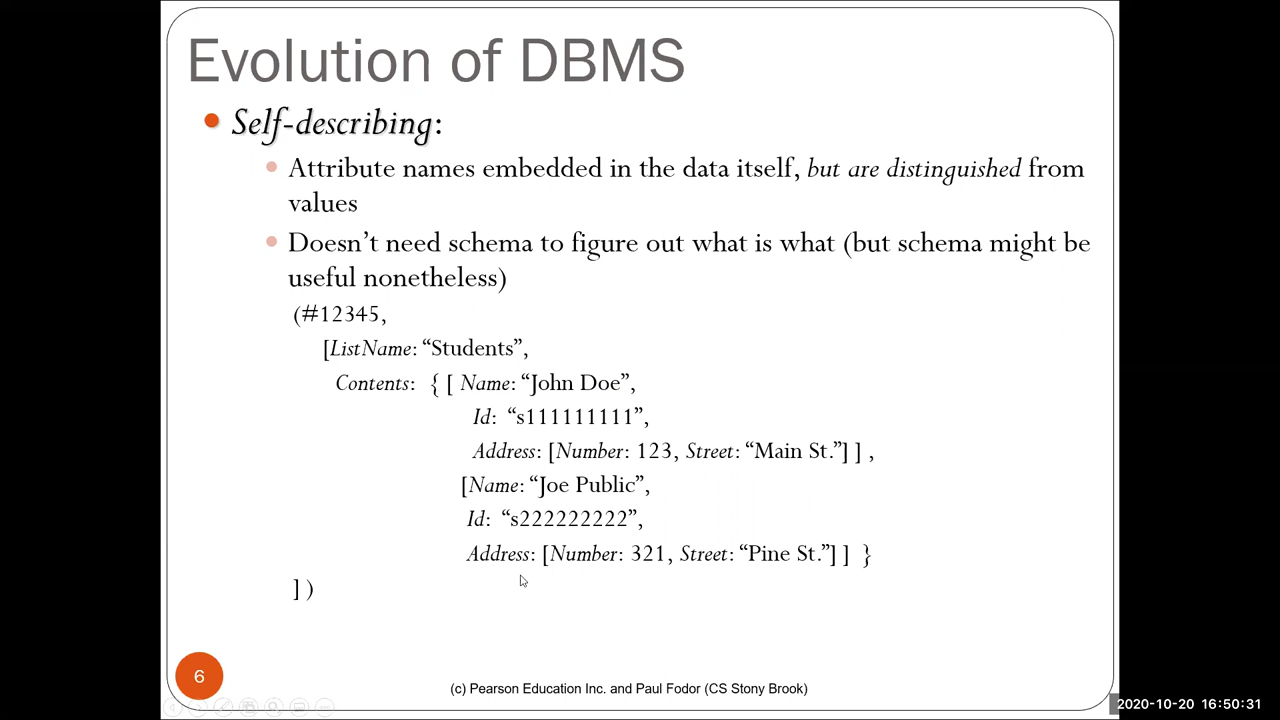 Evolution of DBMS
Self-describing:
Attribute names embedded in the data itself, but are distinguished from
values
Doesn’t need schema to figure out what is what (but schema might be
useful nonetheless)
(#12345,
[ListName: “Students”,
Contents: { [ Name: “John Doe”,
Id: “s111111111”,
Address: [Number: 123, Street: “Main St.”] ] ,
[Name: “Joe Public”,
Id: “s222222222”,
Address: [Number: 321, Street: “Pine St.”] ] }
] )
6
(c) Pearson Education Inc. and Paul Fodor (CS Stony Brook)
2020-10-20 16:50:31